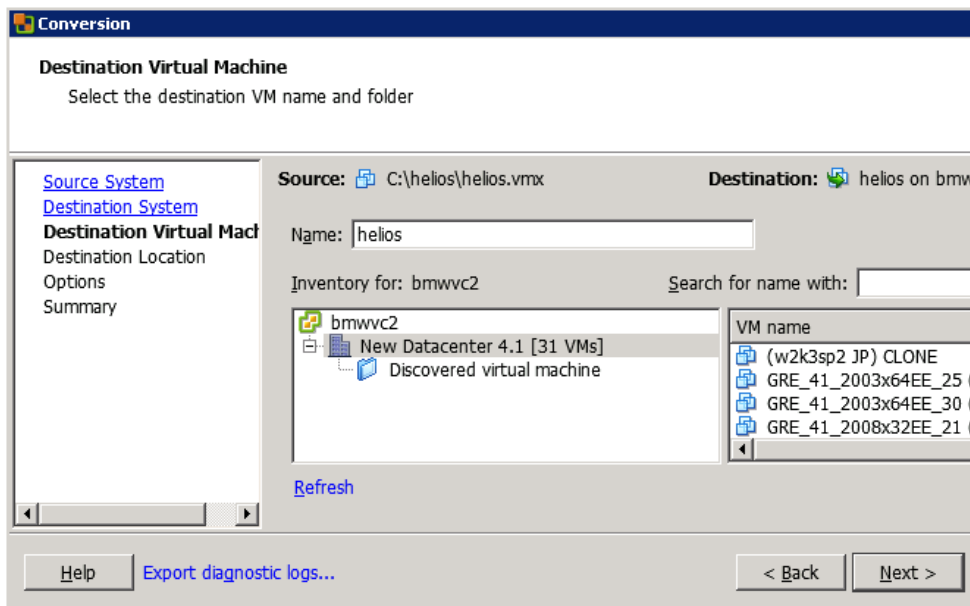 Conversion
Destination Virtual Machine
Select the destination VM name and folder
Source System
Destination System
Destination Virtual Mach
Destination Location
Options
Summary
Source: C:\helios\helios.vmx Destination: helios on bmw
Name: helios
Inventory for: bmwvc2 Search for name with:
bmwvc2
New Datacenter 4.1 [31 VMs]
Discovered virtual machine
VM name
(w2k3sp2 JP) CLONE
GRE_41_2003x64EE_25 (
GRE_41_2003x64EE_30 (
GRE_41_2008x32EE_21 (
Refresh
Help Export diagnostic logs... < Back Next >